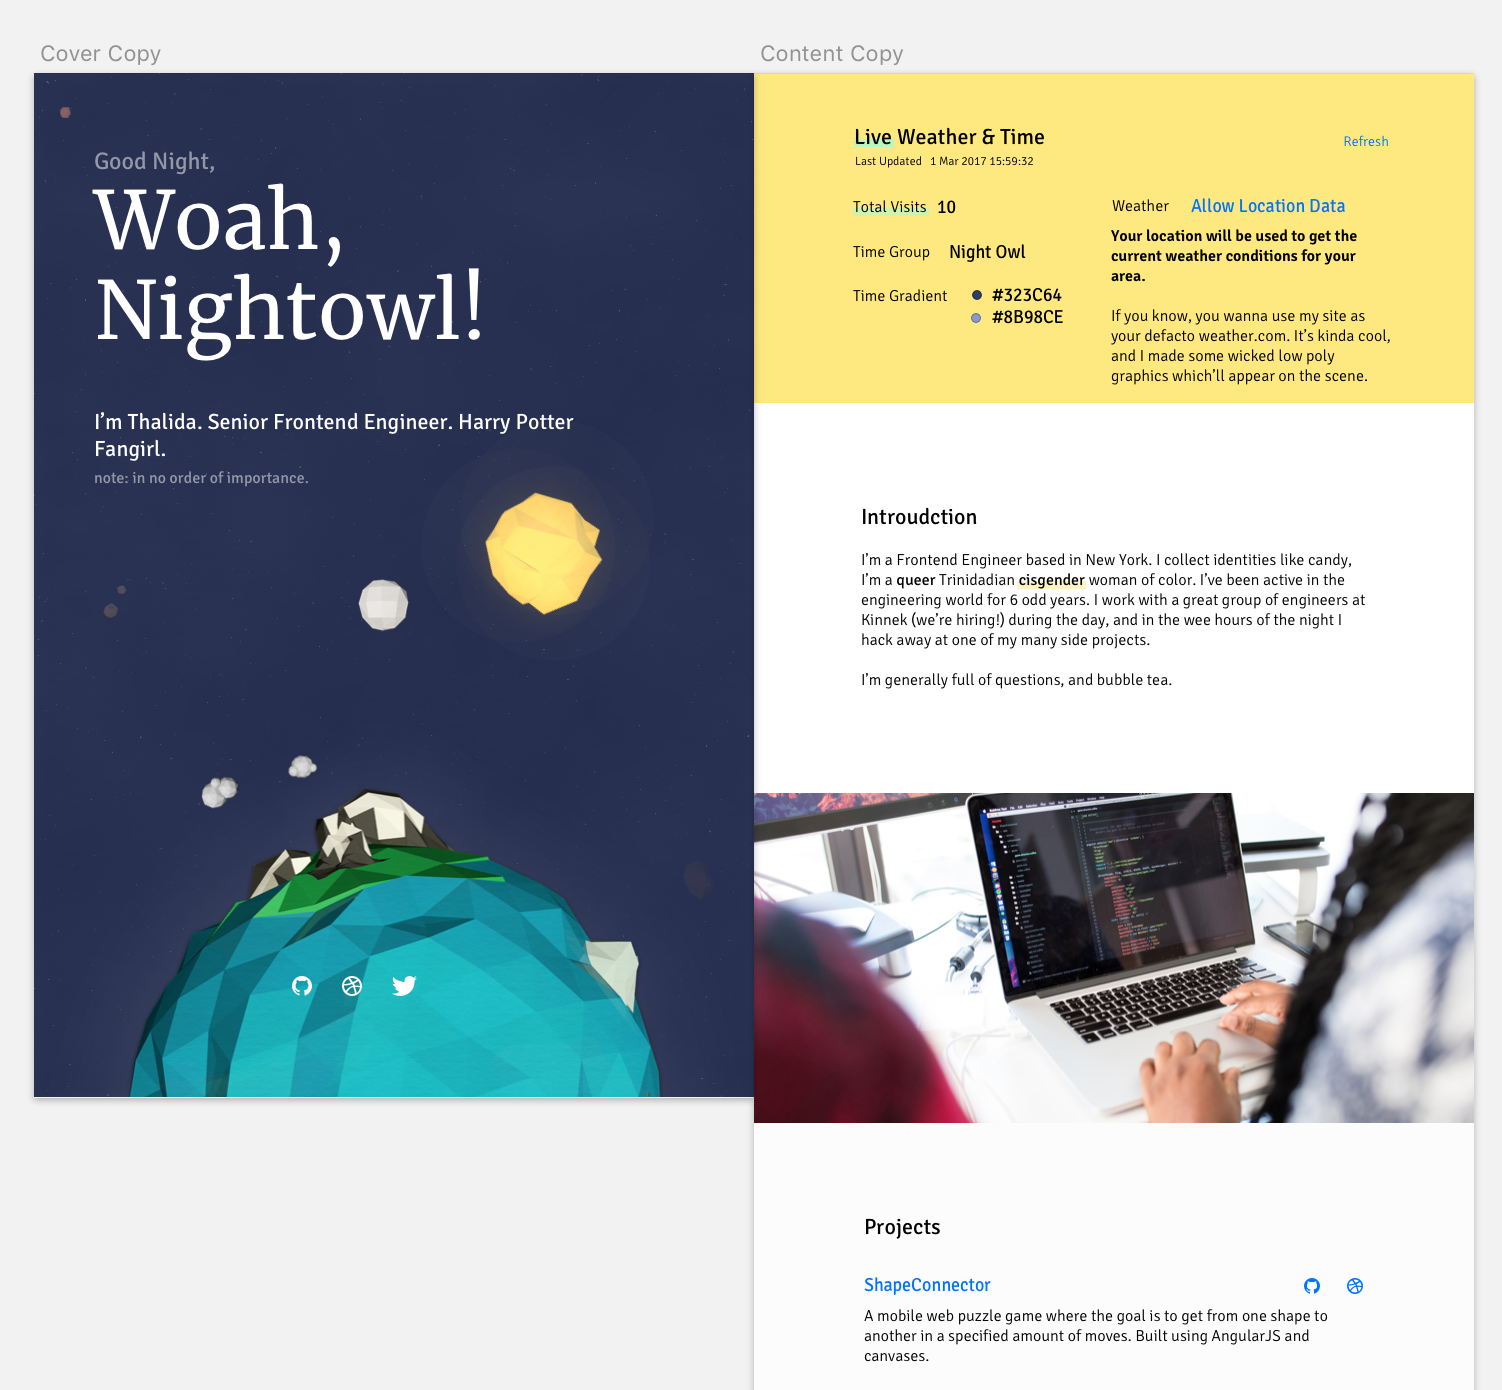 Cover Copy
Good Night,
Woah,
Nightowl!
I’m Thalida. Senior Frontend Engineer. Harry Potter
Fangirl.
note: in no order of importance.
Content Copy
Live Weather & Time
Refresh
Last Updated 1 Mar 2017 15:59:32
Total Visits 10
Time Group Night Owl
Time Gradient #323C64
#8B98CE
Weather Allow Location Data
Your location will be used to get the
current weather conditions for your
area.
If you know, you wanna use my site as
your defacto weather.com. It’s kinda cool,
and I made some wicked low poly
graphics which’ll appear on the scene.
Introudction
I’m a Frontend Engineer based in New York. I collect identities like candy,
I’m a queer Trinidadian cisgender woman of color. I’ve been active in the
engineering world for 6 odd years. I work with a great group of engineers at
Kinnek (we’re hiring!) during the day, and in the wee hours of the night I
hack away at one of my many side projects.
I’m generally full of questions, and bubble tea.
Projects
ShapeConnector
A mobile web puzzle game where the goal is to get from one shape to
another in a specified amount of moves. Built using AngularJS and
canvases.